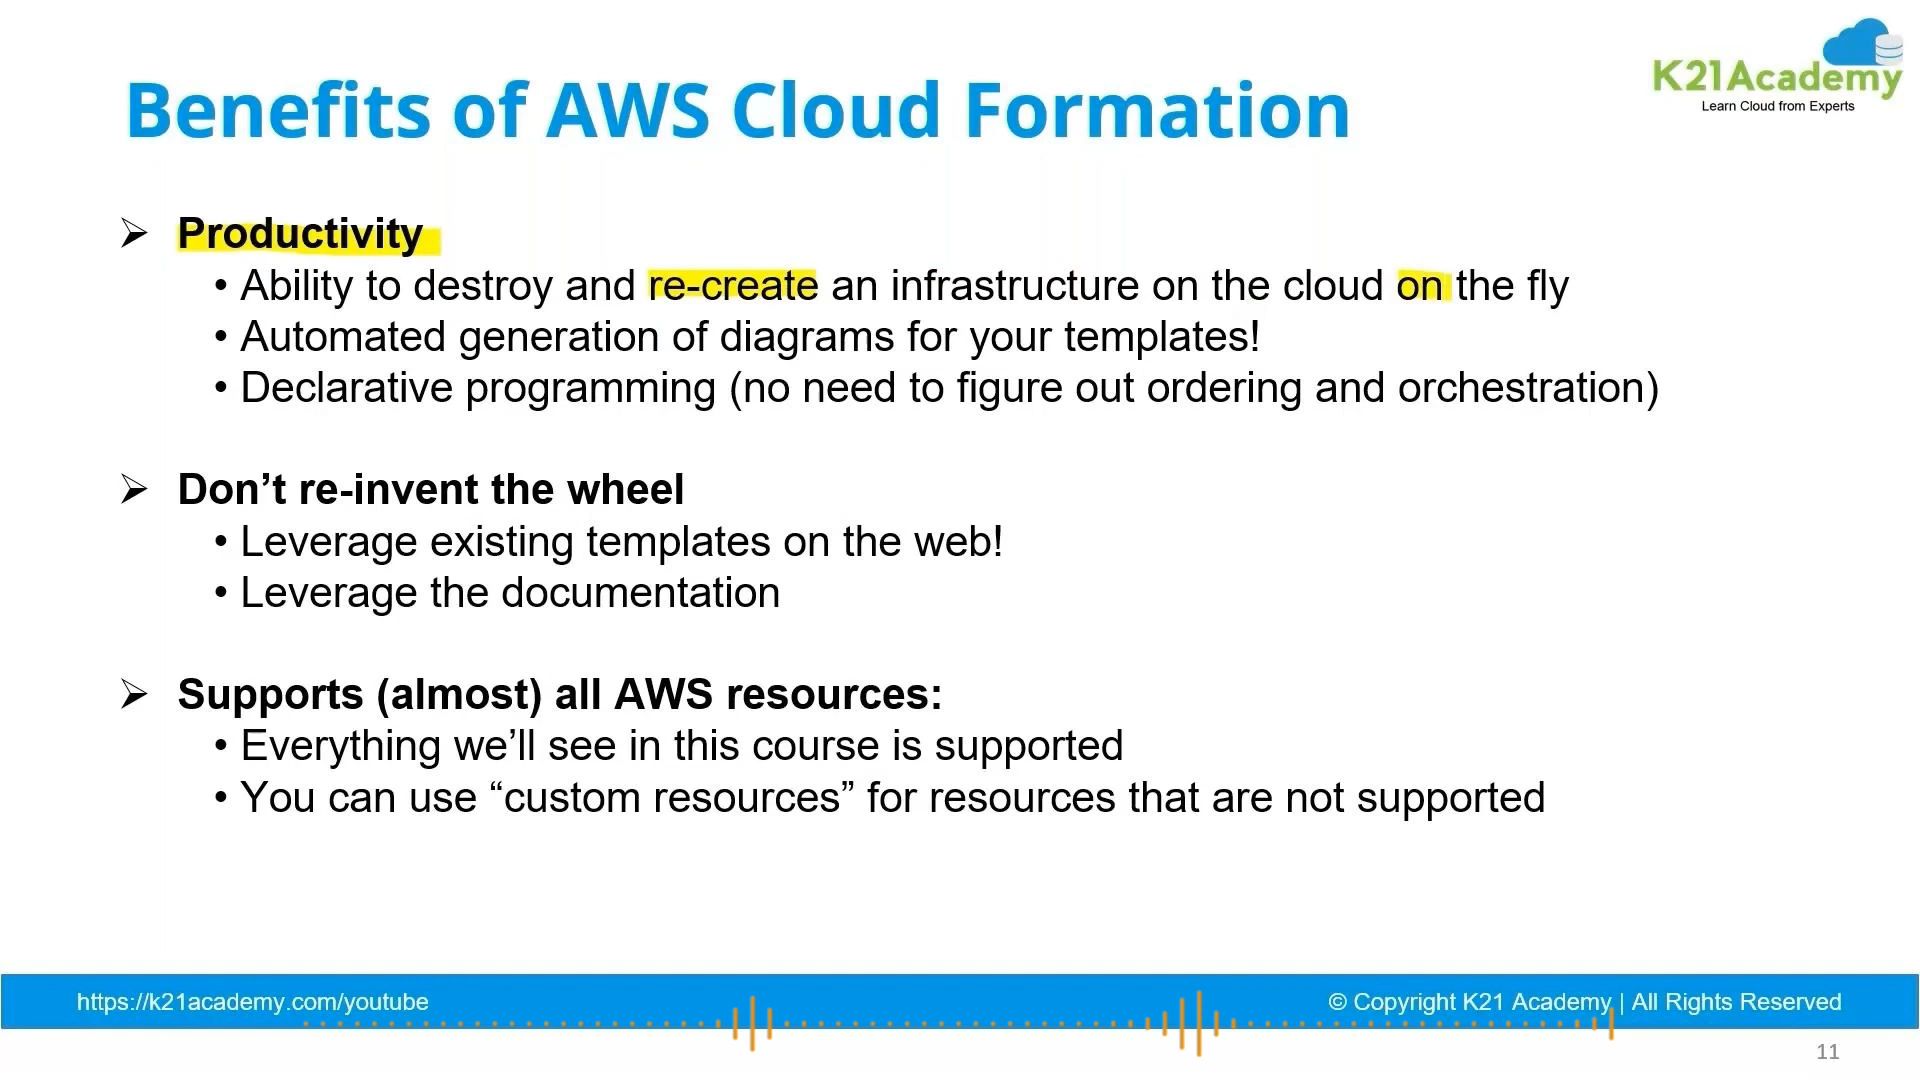 K21Academy
Learn Cloud from Experts
Benefits of AWS Cloud Formation
➢ Productivity
• Ability to destroy and re-create an infrastructure on the cloud on the fly
• Automated generation of diagrams for your templates!
• Declarative programming (no need to figure out ordering and orchestration)
➢ Don’t re-invent the wheel
• Leverage existing templates on the web!
• Leverage the documentation
➢ Supports (almost) all AWS resources:
• Everything we’ll see in this course is supported
• You can use “custom resources” for resources that are not supported
https://k21academy.com/youtube
© Copyright K21 Academy | All Rights Reserved
11